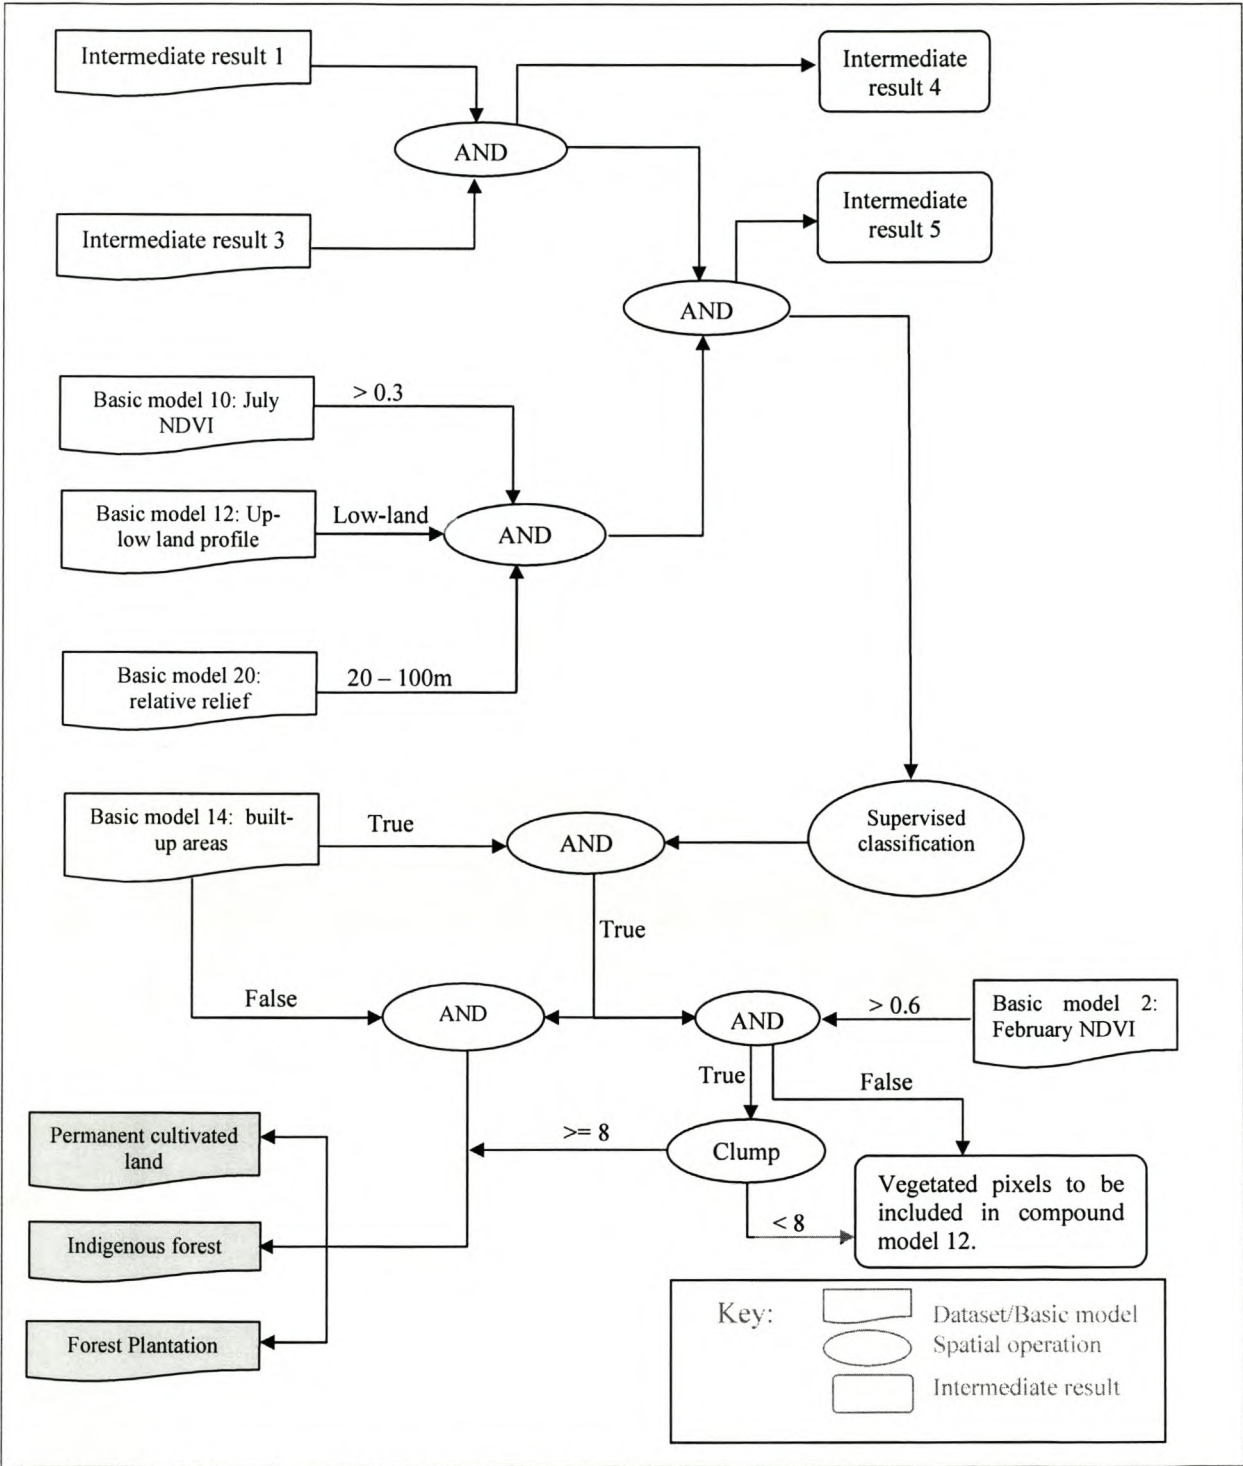 Intermediate result 1
Intermediate
result 4
AND
Intermediate result 3
Intermediate
result 5
AND
Basic model 10: July
NDVI
> 0.3
Basic model 12: Up-
low land profile
Low-land
AND
Basic model 20:
relative relief
20 – 100m
Basic model 14: built-
up areas
True
AND
Supervised
classification
True
False
AND
AND
> 0.6
Basic model 2:
February NDVI
True
False
Permanent cultivated
land
>= 8
Clump
Vegetated pixels to be
included in compound
model 12.
< 8
Indigenous forest
Forest Plantation
Key:
Dataset/Basic model
Spatial operation
Intermediate result